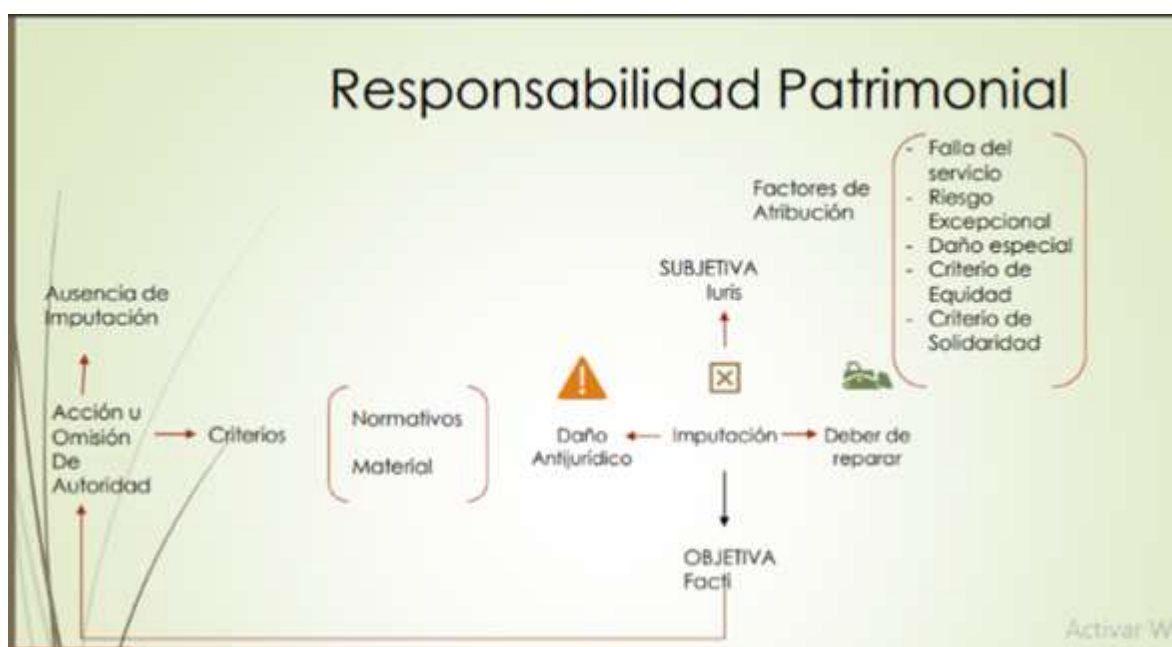 Responsabilidad Patrimonial
- Falla del
servicio
- Riesgo
Excepcional
- Daño especial
- Criterio de
Equidad
- Criterio de
Solidaridad
Factores de
Atribución
SUBJETIVA
Iuris
Ausencia de
Imputación
Acción u
Omisión
De
Autoridad
Criterios
Normativos
Material
Daño
Antijurídico
Imputación
Deber de
reparar
OBJETIVA
Facti
Activar W